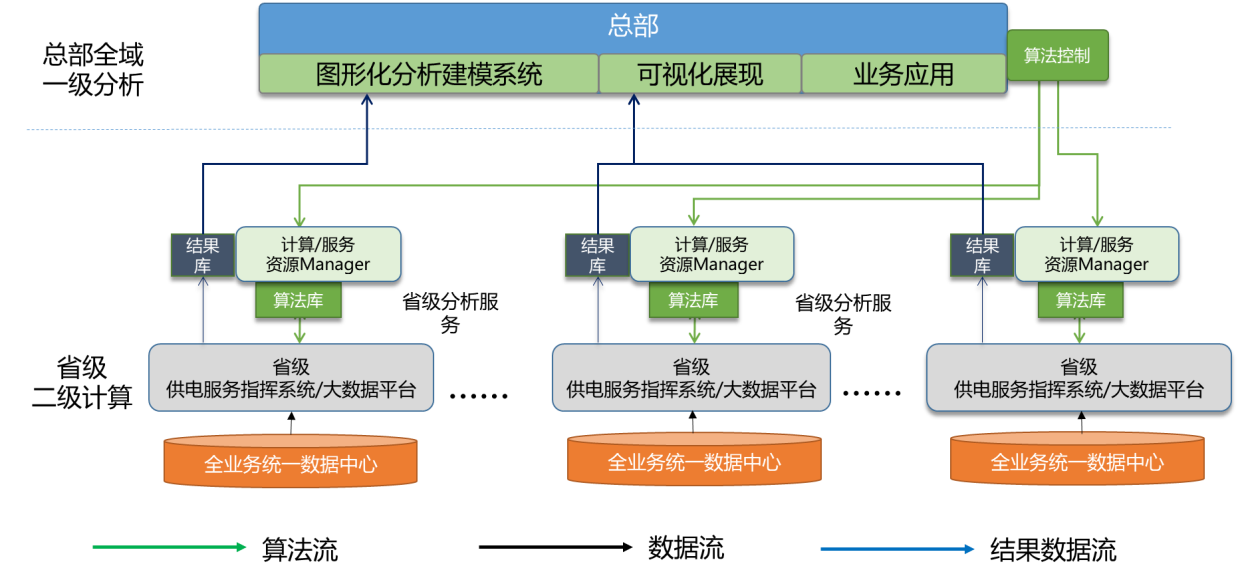 总部
总部全域
一级分析
图形化分析建模系统
可视化展现
业务应用
算法控制
结果
库
计算/服务
资源Manager
算法库
省级分析服
务
结果
库
计算/服务
资源Manager
算法库
省级分析服
务
结果
库
计算/服务
资源Manager
算法库
省级
二级计算
省级
供电服务指挥系统/大数据平台
......
省级
供电服务指挥系统/大数据平台
......
省级
供电服务指挥系统/大数据平台
全业务统一数据中心
全业务统一数据中心
全业务统一数据中心
算法流
数据流
结果数据流